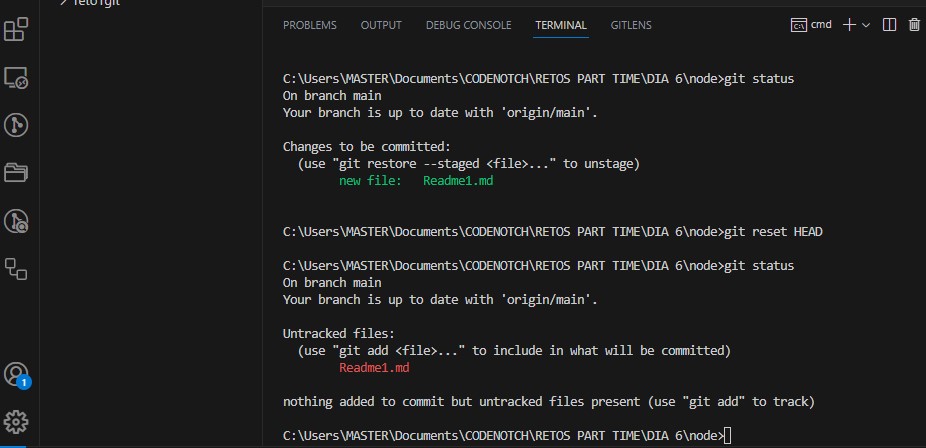 PROBLEMS OUTPUT DEBUG CONSOLE TERMINAL GITLENS cmd
C:\Users\MASTER\Documents\CODENOTCH\RETOS PART TIME\DIA 6\node>git status
On branch main
Your branch is up to date with 'origin/main'.
Changes to be committed:
(use "git restore --staged <file>..." to unstage)
new file: Readme1.md
C:\Users\MASTER\Documents\CODENOTCH\RETOS PART TIME\DIA 6\node>git reset HEAD
C:\Users\MASTER\Documents\CODENOTCH\RETOS PART TIME\DIA 6\node>git status
On branch main
Your branch is up to date with 'origin/main'.
Untracked files:
(use "git add <file>..." to include in what will be committed)
Readme1.md
nothing added to commit but untracked files present (use "git add" to track)
C:\Users\MASTER\Documents\CODENOTCH\RETOS PART TIME\DIA 6\node>
1